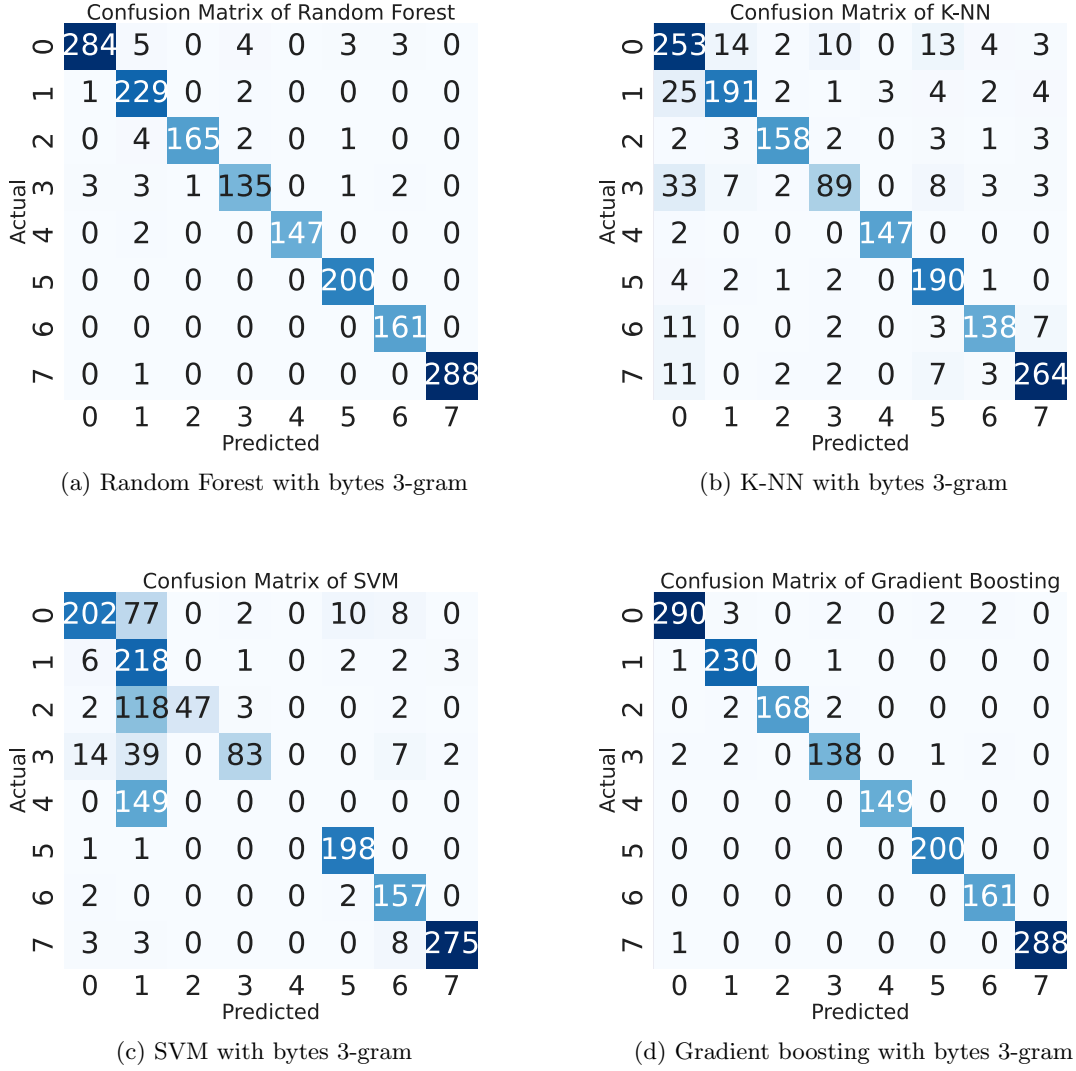 Confusion Matrix of Random Forest
0 284 5 0 4 0 3 3 0
1 1 229 0 2 0 0 0 0
2 0 4 165 2 0 1 0 0
3 3 3 1 135 0 1 2 0
4 0 2 0 0 147 0 0 0
5 0 0 0 0 0 200 0 0
6 0 0 0 0 0 0 161 0
7 0 1 0 0 0 0 0 288
0 1 2 3 4 5 6 7
Actual
Predicted
(a) Random Forest with bytes 3-gram
Confusion Matrix of K-NN
0 253 14 2 10 0 13 4 3
1 25 191 2 1 3 4 2 4
2 2 3 158 2 0 3 1 3
3 33 7 2 89 0 8 3 3
4 2 0 0 0 147 0 0 0
5 4 2 1 2 0 190 1 0
6 11 0 0 2 0 3 138 7
7 11 0 2 2 0 7 3 264
0 1 2 3 4 5 6 7
Actual
Predicted
(b) K-NN with bytes 3-gram
Confusion Matrix of SVM
0 202 77 0 2 0 10 8 0
1 6 218 0 1 0 2 2 3
2 2 118 47 3 0 0 2 0
3 14 39 0 83 0 0 7 2
4 0 149 0 0 0 0 0 0
5 1 1 0 0 0 198 0 0
6 2 0 0 0 0 2 157 0
7 3 3 0 0 0 0 8 275
0 1 2 3 4 5 6 7
Actual
Predicted
(c) SVM with bytes 3-gram
Confusion Matrix of Gradient Boosting
0 290 3 0 2 0 2 2 0
1 1 230 0 1 0 0 0 0
2 0 2 168 2 0 0 0 0
3 2 2 0 138 0 1 2 0
4 0 0 0 0 149 0 0 0
5 0 0 0 0 0 200 0 0
6 0 0 0 0 0 0 161 0
7 1 0 0 0 0 0 0 288
0 1 2 3 4 5 6 7
Actual
Predicted
(d) Gradient boosting with bytes 3-gram